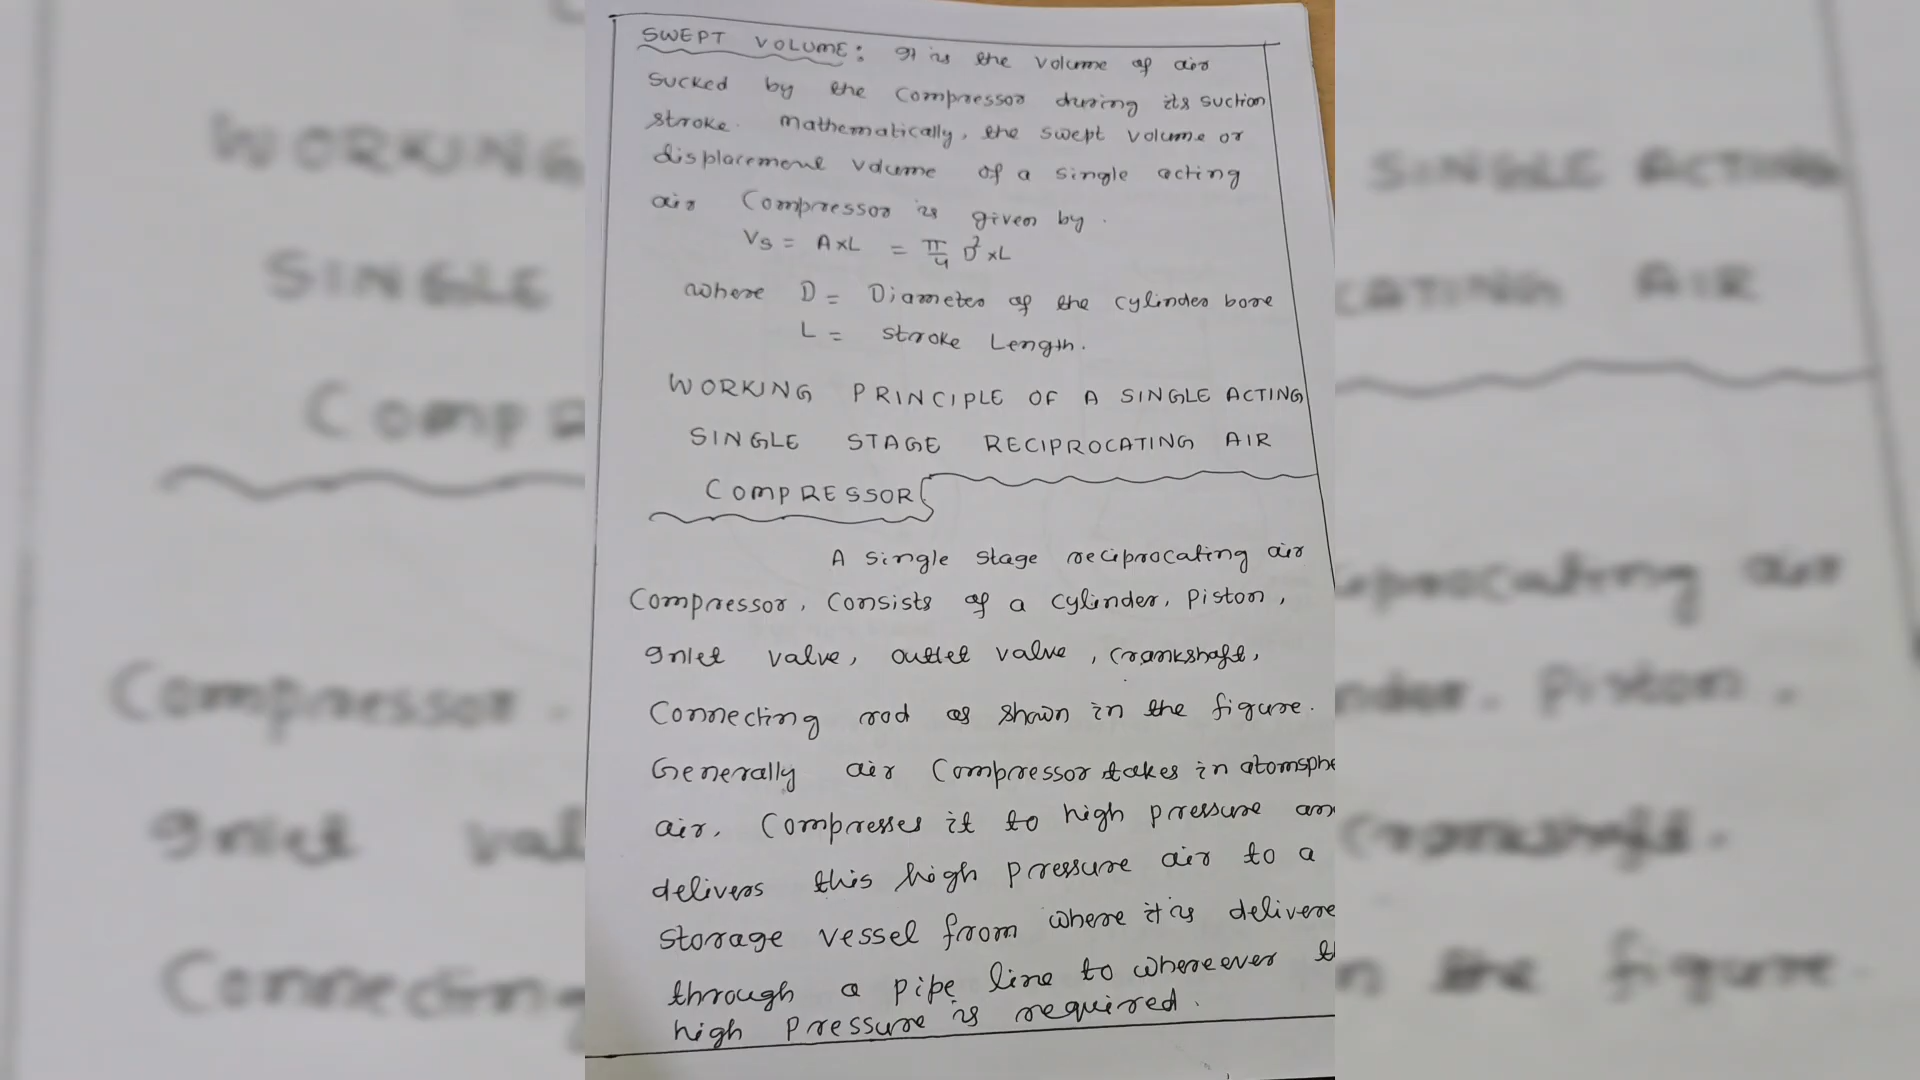 SWEPT VOLUME: It is the volume of air
sucked by the compressor during its suction
stroke. Mathematically, the swept volume or
displacement volume of a single acting
air compressor is given by.
Vs = A×L = π/4 D² ×L
where D = Diameter of the cylinder bore
L = stroke Length.
WORKING PRINCIPLE OF A SINGLE ACTING
SINGLE STAGE RECIPROCATING AIR
COMPRESSOR
A single stage reciprocating air
compressor, consists of a cylinder, piston,
Inlet valve, outlet valve, crankshaft,
Connecting rod as shown in the figure.
Generally air compressor takes in atomsphe
air, compresses it to high pressure an
delivers this high pressure air to a
storage vessel from where it is delivere
through a pipe line to whereever th
high pressure is required.